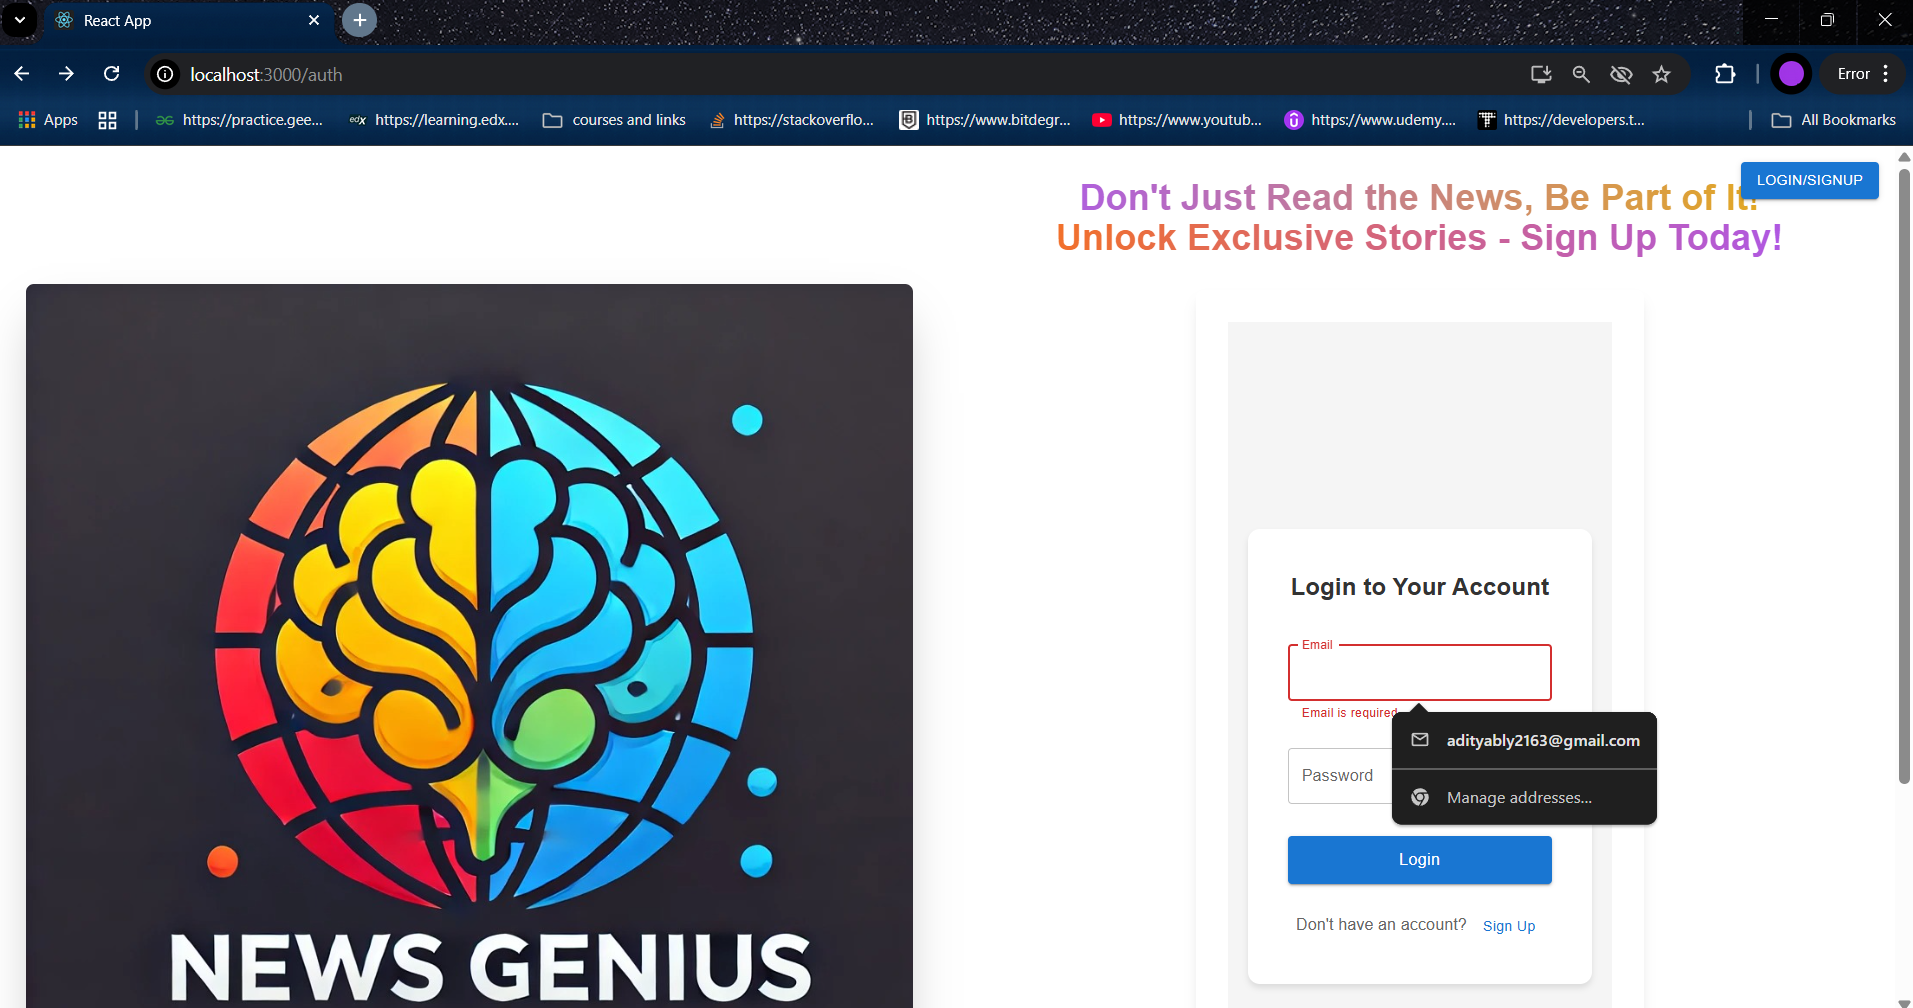 React App
localhost:3000/auth
Error
Apps
https://practice.gee...
edx
https://learning.edx....
courses and links
https://stackoverflo...
https://www.bitdegr...
https://www.youtub...
https://www.udemy....
https://developers.t...
All Bookmarks
LOGIN/SIGNUP
Don't Just Read the News, Be Part of It!
Unlock Exclusive Stories - Sign Up Today!
NEWS GENIUS
Login to Your Account
Email
Email is required
adityably2163@gmail.com
Manage addresses...
Password
Login
Don't have an account? Sign Up